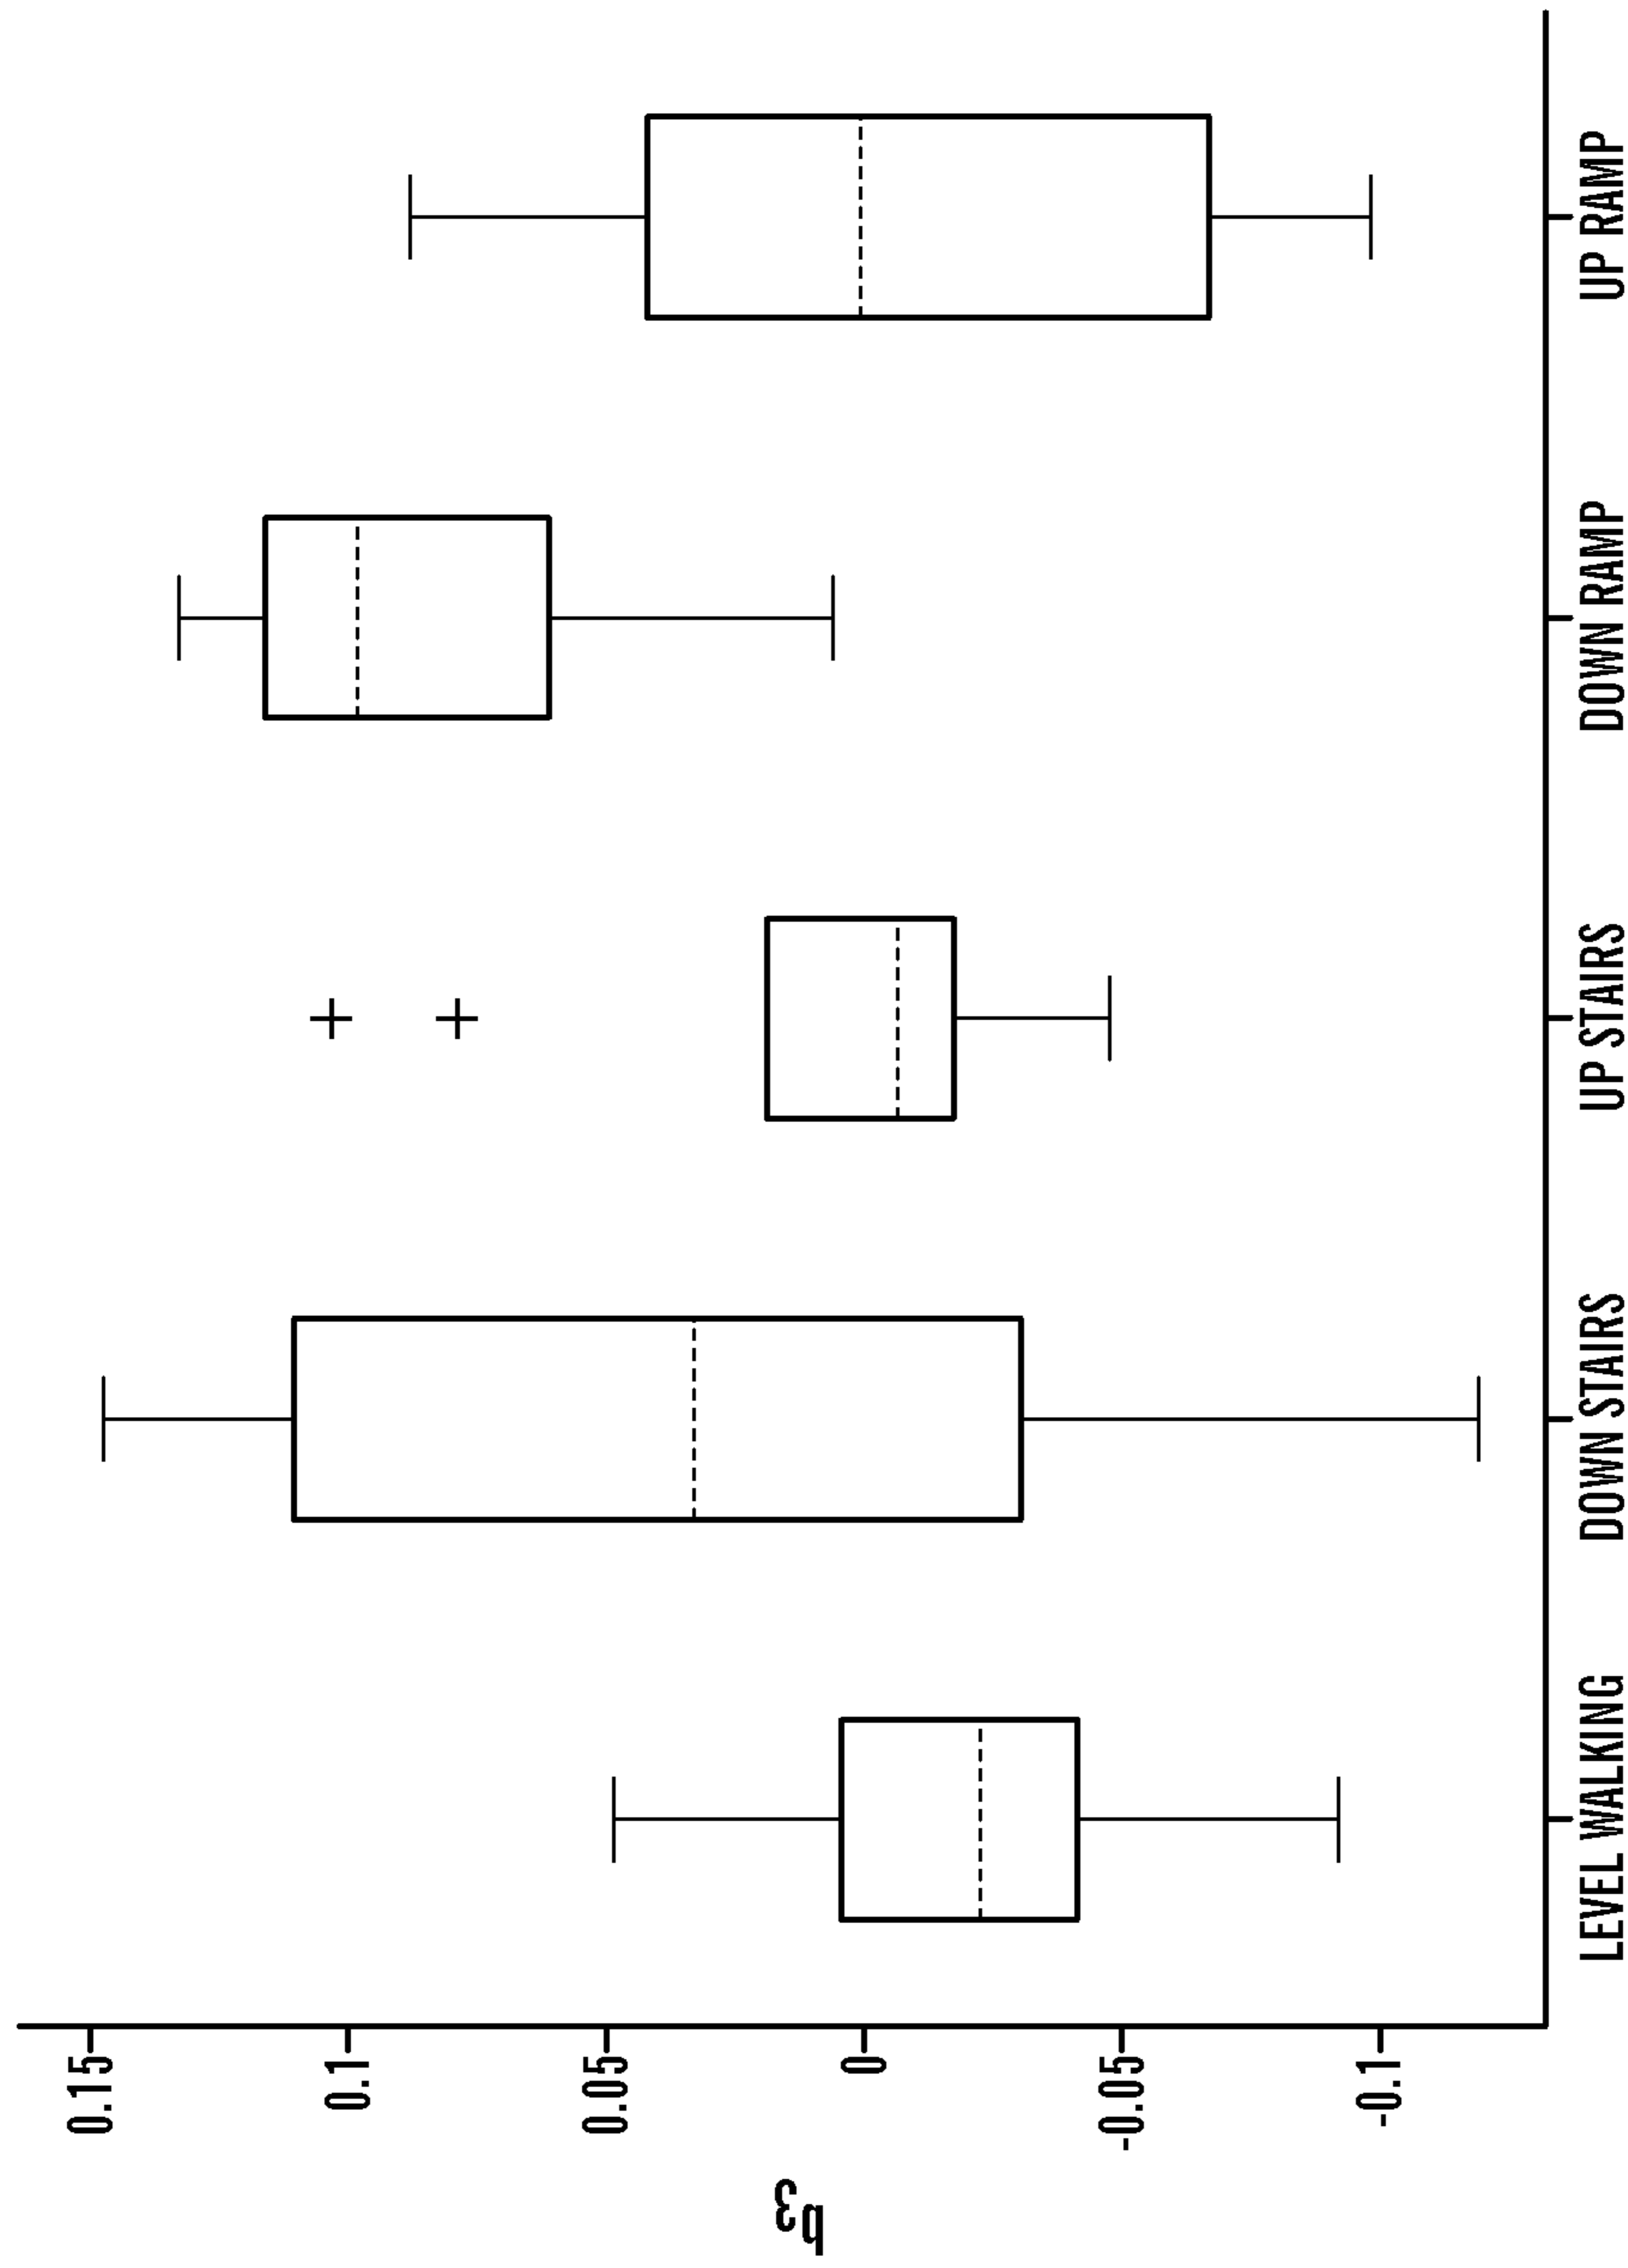 b3
0.15
0.1
0.05
0
-0.05
-0.1
LEVEL WALKING
DOWN STAIRS
UP STAIRS
DOWN RAMP
UP RAMP